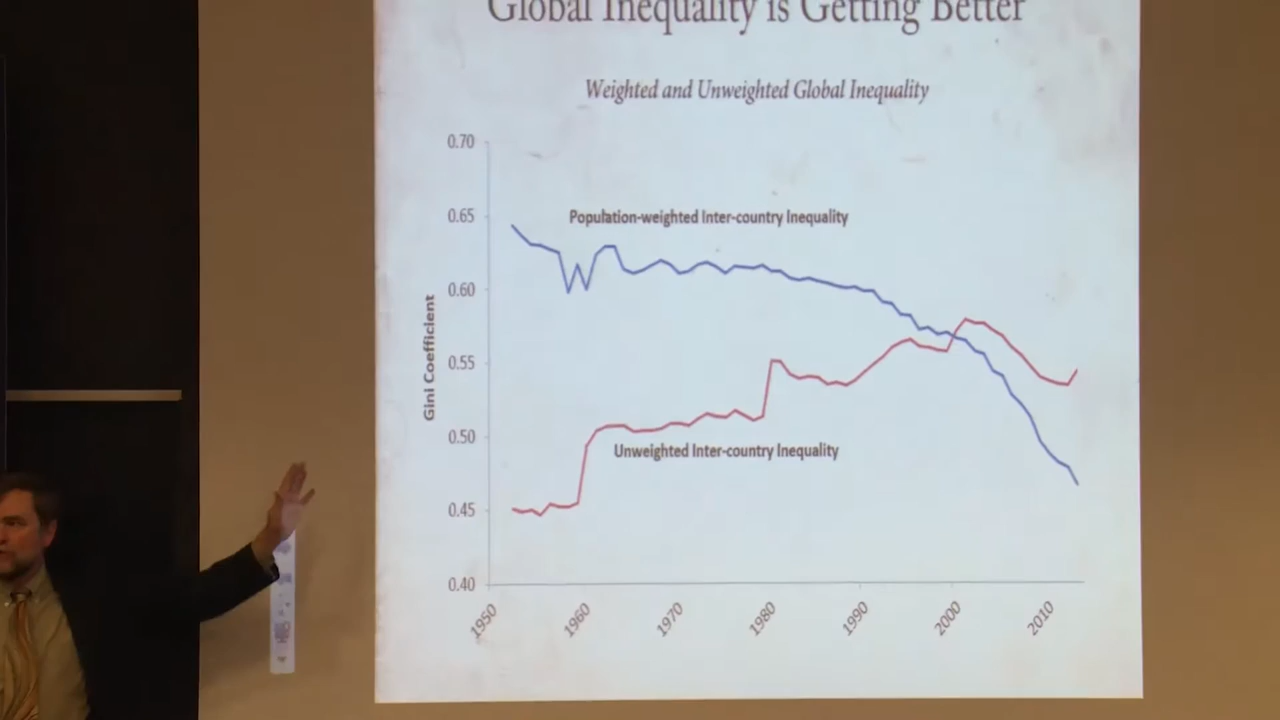 Global Inequality is Getting Better
Weighted and Unweighted Global Inequality
0.70
0.65
0.60
0.55
0.50
0.45
0.40
Gini Coefficient
Population-weighted Inter-country Inequality
Unweighted Inter-country Inequality
1950
1960
1970
1980
1990
2000
2010